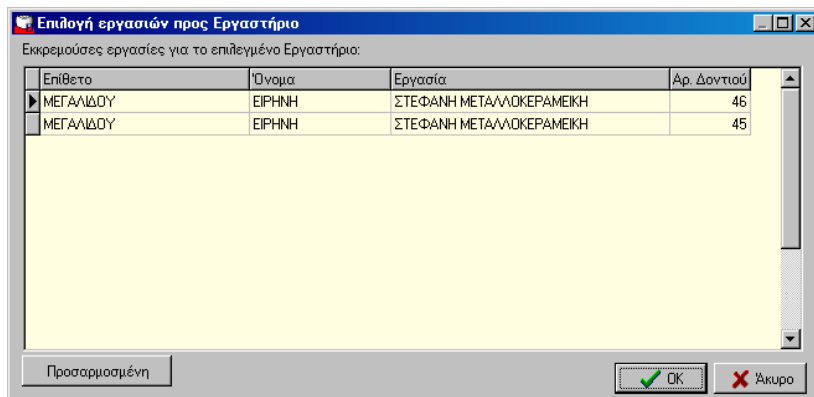 Επιλογή εργασιών προς Εργαστήριο
Εκκρεμούσες εργασίες για το επιλεγμένο Εργαστήριο:
Επίθετο Όνομα Εργασία Αρ. Δοντιού
ΜΕΓΑΛΙΔΟΥ ΕΙΡΗΝΗ ΣΤΕΦΑΝΗ ΜΕΤΑΛΛΟΚΕΡΑΜΕΙΚΗ 46
ΜΕΓΑΛΙΔΟΥ ΕΙΡΗΝΗ ΣΤΕΦΑΝΗ ΜΕΤΑΛΛΟΚΕΡΑΜΕΙΚΗ 45
Προσαρμοσμένη OK Άκυρο